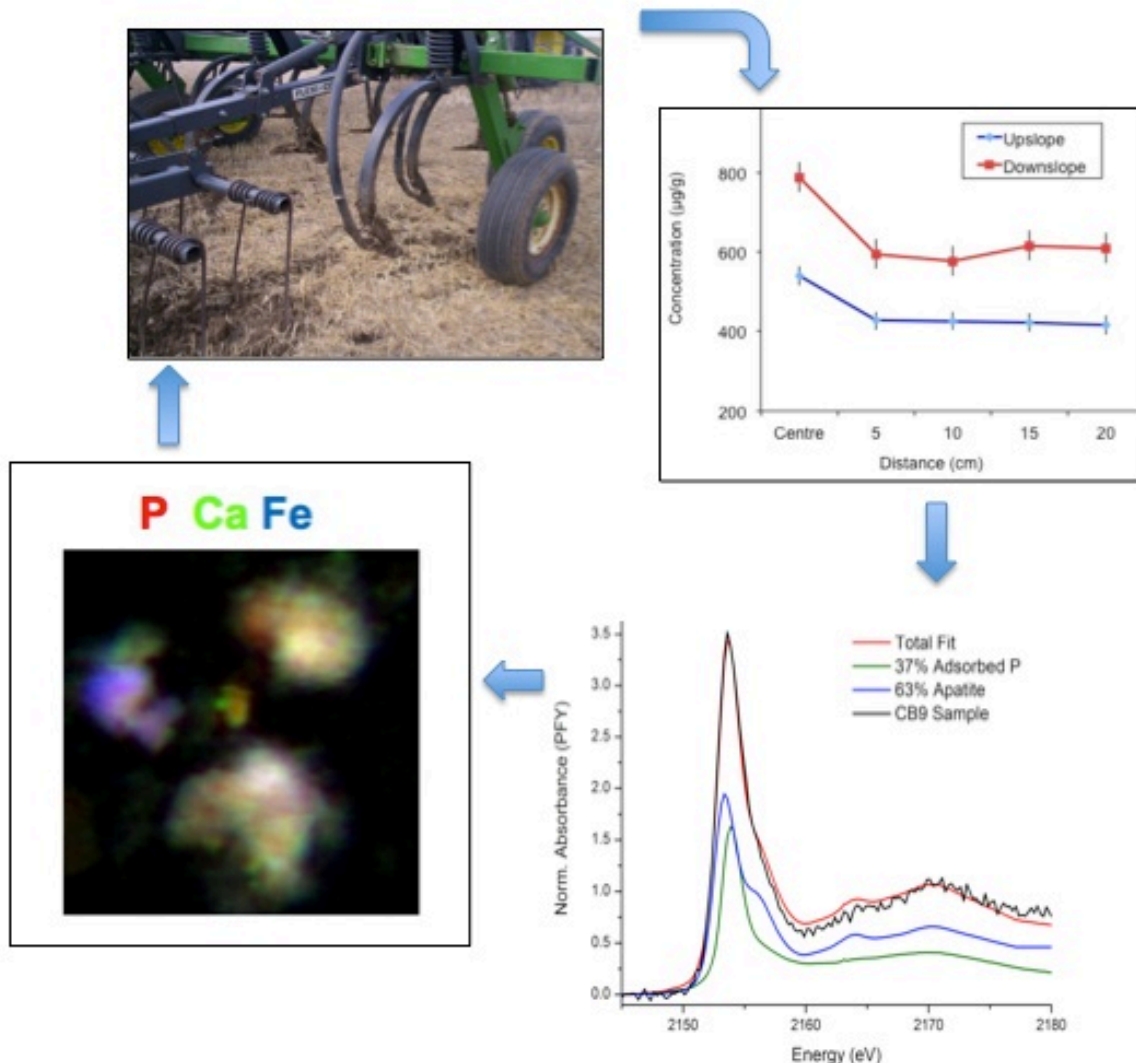 Upslope
Downslope
Concentration (µg/g)
800
600
400
200
Centre 5 10 15 20
Distance (cm)
P Ca Fe
Total Fit
37% Adsorbed P
63% Apatite
CB9 Sample
Norm. Absorbance (PFY)
3.5
3.0
2.5
2.0
1.5
1.0
0.5
0.0
2150 2160 2170 2180
Energy (eV)